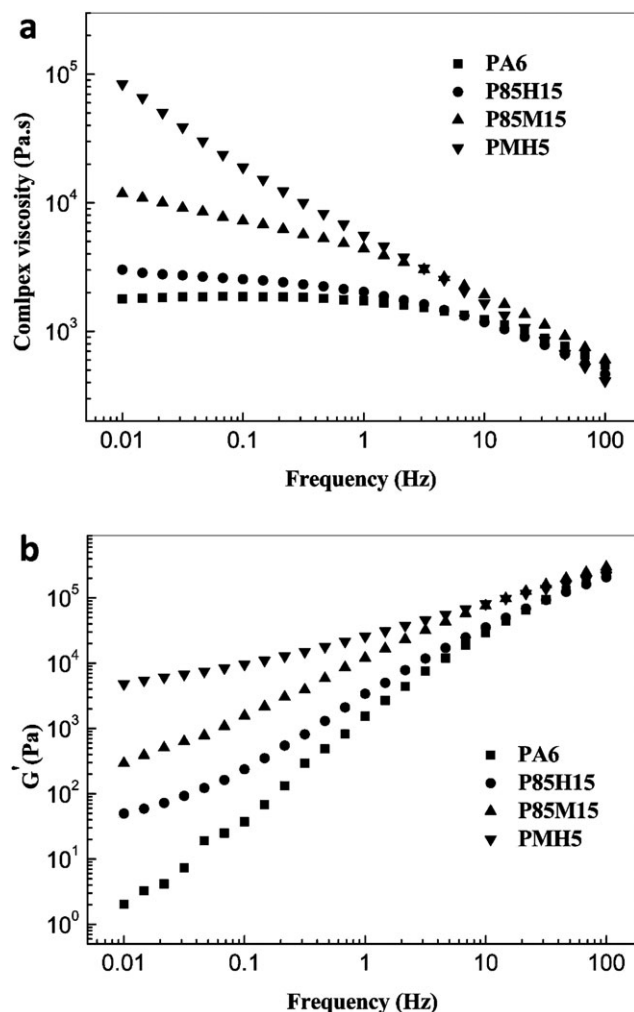 a
Comlpex viscosity (Pa.s)
10^5
10^4
10^3
PA6
P85H15
P85M15
PMH5
0.01 0.1 1 10 100
Frequency (Hz)
b
G' (Pa)
10^5
10^4
10^3
10^2
10^1
10^0
PA6
P85H15
P85M15
PMH5
0.01 0.1 1 10 100
Frequency (Hz)